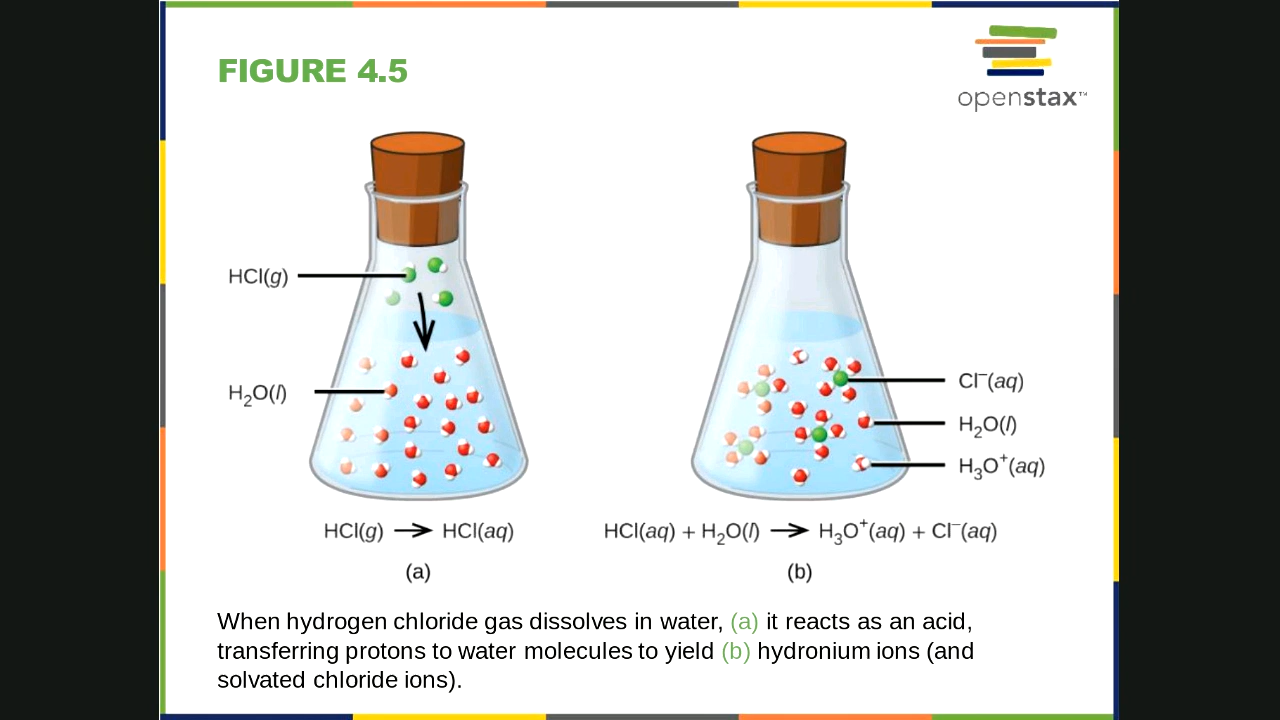 FIGURE 4.5
openstax™
HCl(g)
H₂O(l)
Cl⁻(aq)
H₂O(l)
H₃O⁺(aq)
HCl(g) ⟶ HCl(aq)
HCl(aq) + H₂O(l) ⟶ H₃O⁺(aq) + Cl⁻(aq)
(a)
(b)
When hydrogen chloride gas dissolves in water, (a) it reacts as an acid,
transferring protons to water molecules to yield (b) hydronium ions (and
solvated chloride ions).